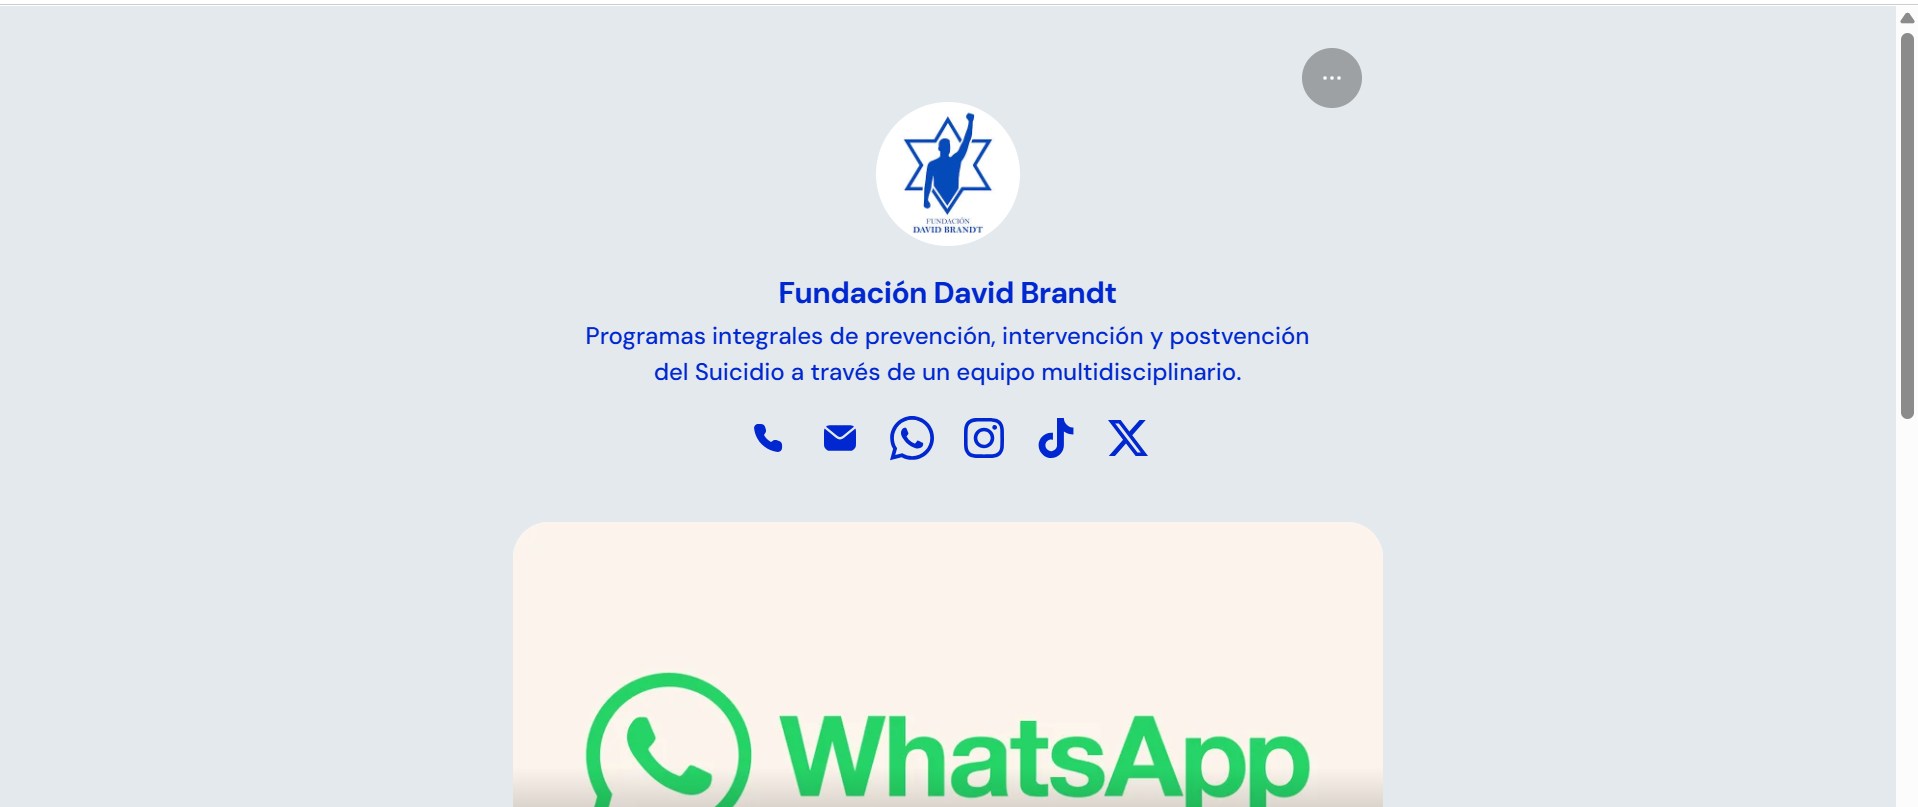 FUNDACIÓN
DAVID BRANDT
Fundación David Brandt
Programas integrales de prevención, intervención y postvención
del Suicidio a través de un equipo multidisciplinario.
WhatsApp